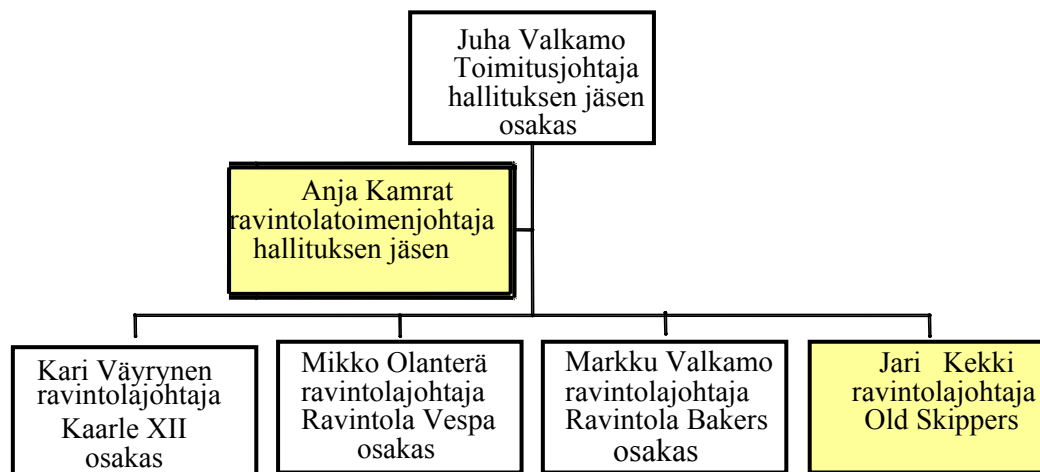 Juha Valkamo
Toimitusjohtaja
hallituksen jäsen
osakas
Anja Kamrat
ravintolatoimenjohtaja
hallituksen jäsen
Kari Väyrynen
ravintolajohtaja
Kaarle XII
osakas
Mikko Olanterä
ravintolajohtaja
Ravintola Vespa
osakas
Markku Valkamo
ravintolajohtaja
Ravintola Bakers
osakas
Jari Kekki
ravintolajohtaja
Old Skippers